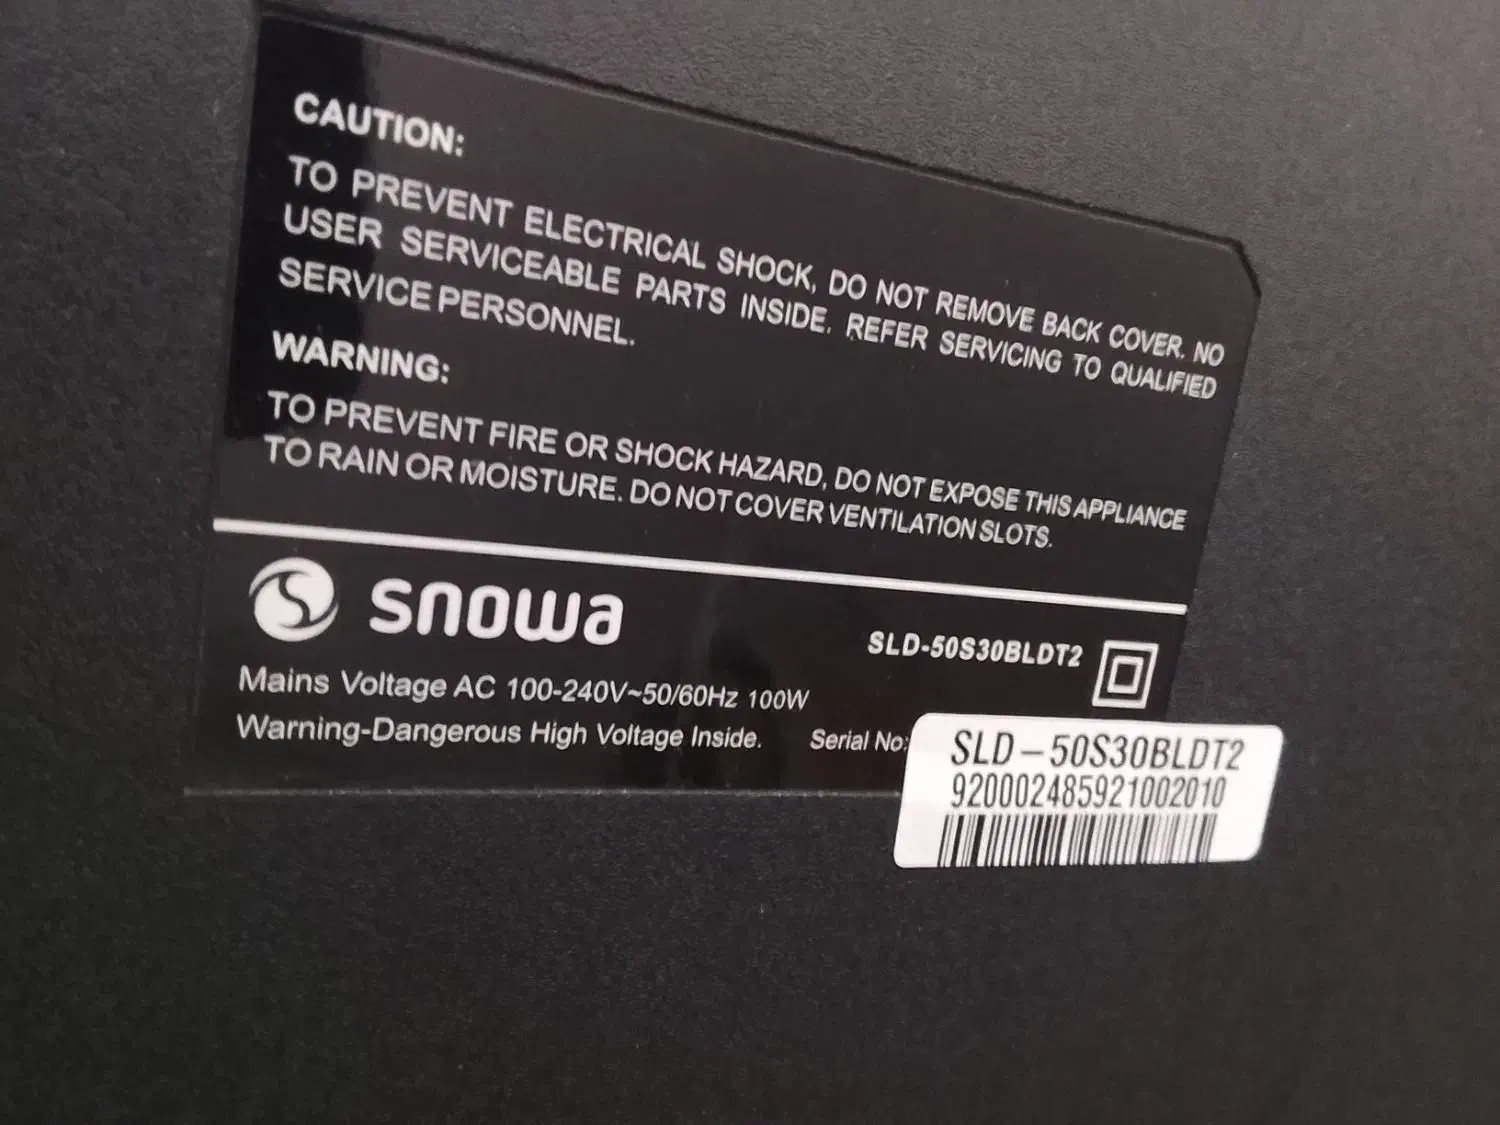 CAUTION:
TO PREVENT ELECTRICAL SHOCK, DO NOT REMOVE BACK COVER. NO
USER SERVICEABLE PARTS INSIDE. REFER SERVICING TO QUALIFIED
SERVICE PERSONNEL.
WARNING:
TO PREVENT FIRE OR SHOCK HAZARD, DO NOT EXPOSE THIS APPLIANCE
TO RAIN OR MOISTURE. DO NOT COVER VENTILATION SLOTS.
snowa
SLD-50S30BLDT2
Mains Voltage AC 100-240V~50/60Hz 100W
Warning-Dangerous High Voltage Inside. Serial No:
SLD-50S30BLDT2
920002485921002010